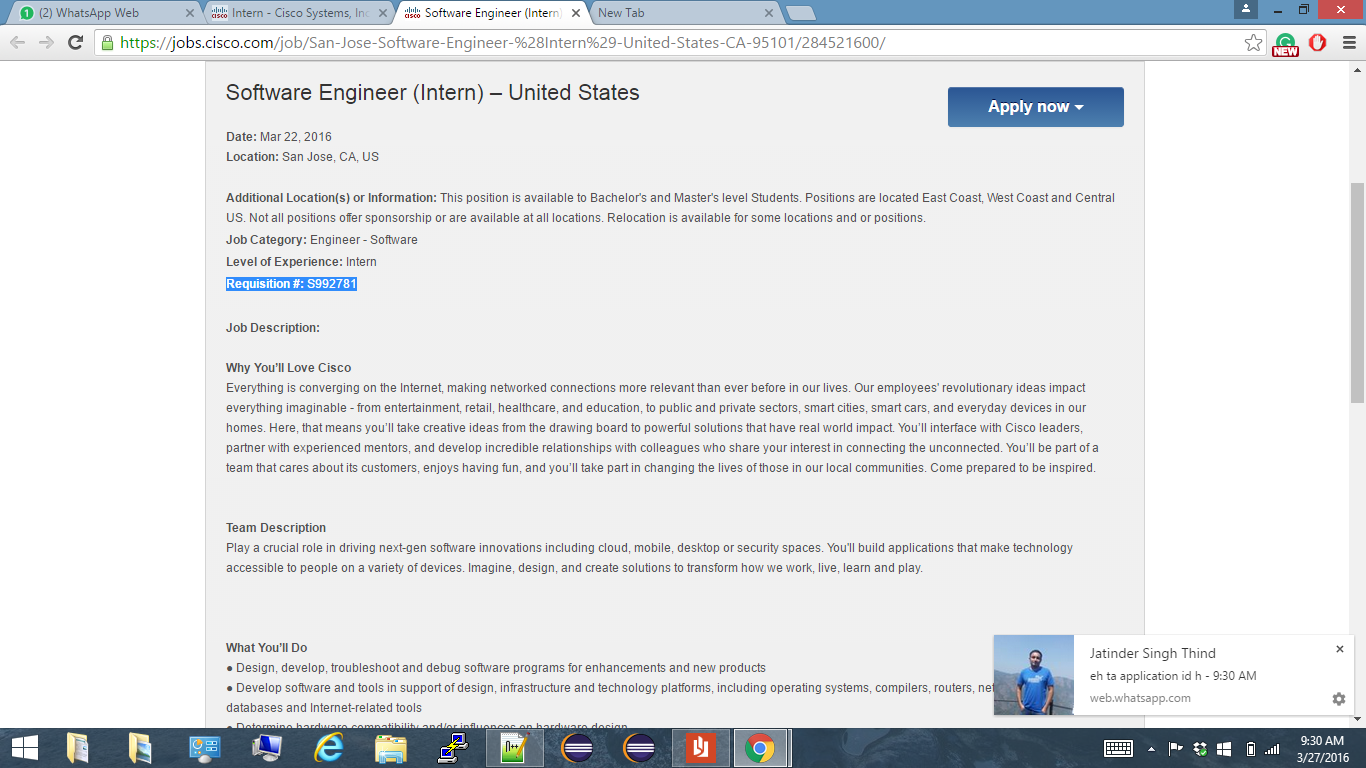 (2) WhatsApp Web
Intern - Cisco Systems, Inc
Software Engineer (Intern)
New Tab
https://jobs.cisco.com/job/San-Jose-Software-Engineer-%28Intern%29-United-States-CA-95101/284521600/
NEW
Software Engineer (Intern) – United States
Apply now
Date: Mar 22, 2016
Location: San Jose, CA, US
Additional Location(s) or Information: This position is available to Bachelor's and Master's level Students. Positions are located East Coast, West Coast and Central
US. Not all positions offer sponsorship or are available at all locations. Relocation is available for some locations and or positions.
Job Category: Engineer - Software
Level of Experience: Intern
Requisition #: S992781
Job Description:
Why You'll Love Cisco
Everything is converging on the Internet, making networked connections more relevant than ever before in our lives. Our employees' revolutionary ideas impact
everything imaginable - from entertainment, retail, healthcare, and education, to public and private sectors, smart cities, smart cars, and everyday devices in our
homes. Here, that means you'll take creative ideas from the drawing board to powerful solutions that have real world impact. You'll interface with Cisco leaders,
partner with experienced mentors, and develop incredible relationships with colleagues who share your interest in connecting the unconnected. You'll be part of a
team that cares about its customers, enjoys having fun, and you'll take part in changing the lives of those in our local communities. Come prepared to be inspired.
Team Description
Play a crucial role in driving next-gen software innovations including cloud, mobile, desktop or security spaces. You'll build applications that make technology
accessible to people on a variety of devices. Imagine, design, and create solutions to transform how we work, live, learn and play.
What You'll Do
● Design, develop, troubleshoot and debug software programs for enhancements and new products
● Develop software and tools in support of design, infrastructure and technology platforms, including operating systems, compilers, routers, net
databases and Internet-related tools
● Determine hardware compatibility and/or influences on hardware design
Jatinder Singh Thind
eh ta application id h - 9:30 AM
web.whatsapp.com
9:30 AM
3/27/2016